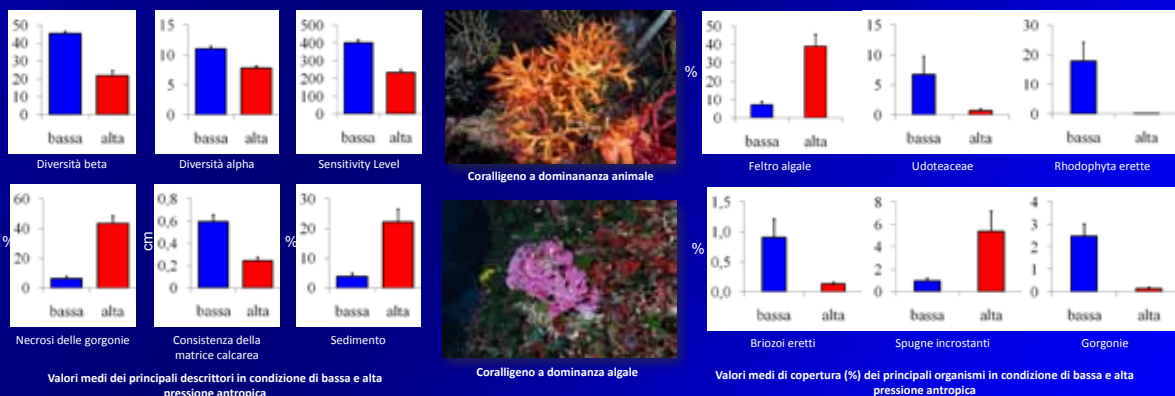 50
40
30
20
10
0
bassa alta
Diversità beta
15
10
5
0
bassa alta
Diversità alpha
500
400
300
200
100
0
bassa alta
Sensitivity Level
%
60
40
20
0
bassa alta
Necrosi delle gorgonie
cm
0,8
0,6
0,4
0,2
0
bassa alta
Consistenza della
matrice calcarea
%
30
20
10
0
bassa alta
Sedimento
Valori medi dei principali descrittori in condizione di bassa e alta
pressione antropica
Coralligeno a dominananza animale
Coralligeno a dominanza algale
%
50
40
30
20
10
0
bassa alta
Feltro algale
15
10
5
0
bassa alta
Udoteaceae
30
20
10
0
bassa alta
Rhodophyta erette
%
1,5
1,0
0,5
0,0
bassa alta
Briozoi eretti
8
6
4
2
0
bassa alta
Spugne incrostanti
4
3
2
1
0
bassa alta
Gorgonie
Valori medi di copertura (%) dei principali organismi in condizione di bassa e alta
pressione antropica